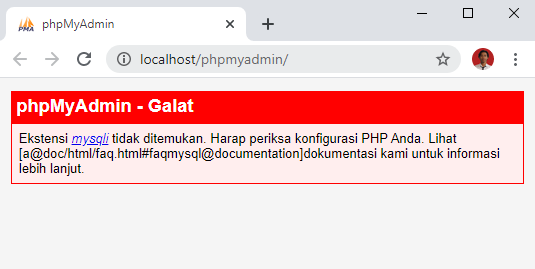 phpMyAdmin
PMA
localhost/phpmyadmin/
phpMyAdmin - Galat
Ekstensi mysqli tidak ditemukan. Harap periksa konfigurasi PHP Anda. Lihat
[a@doc/html/faq.html#faqmysql@documentation]dokumentasi kami untuk informasi
lebih lanjut.